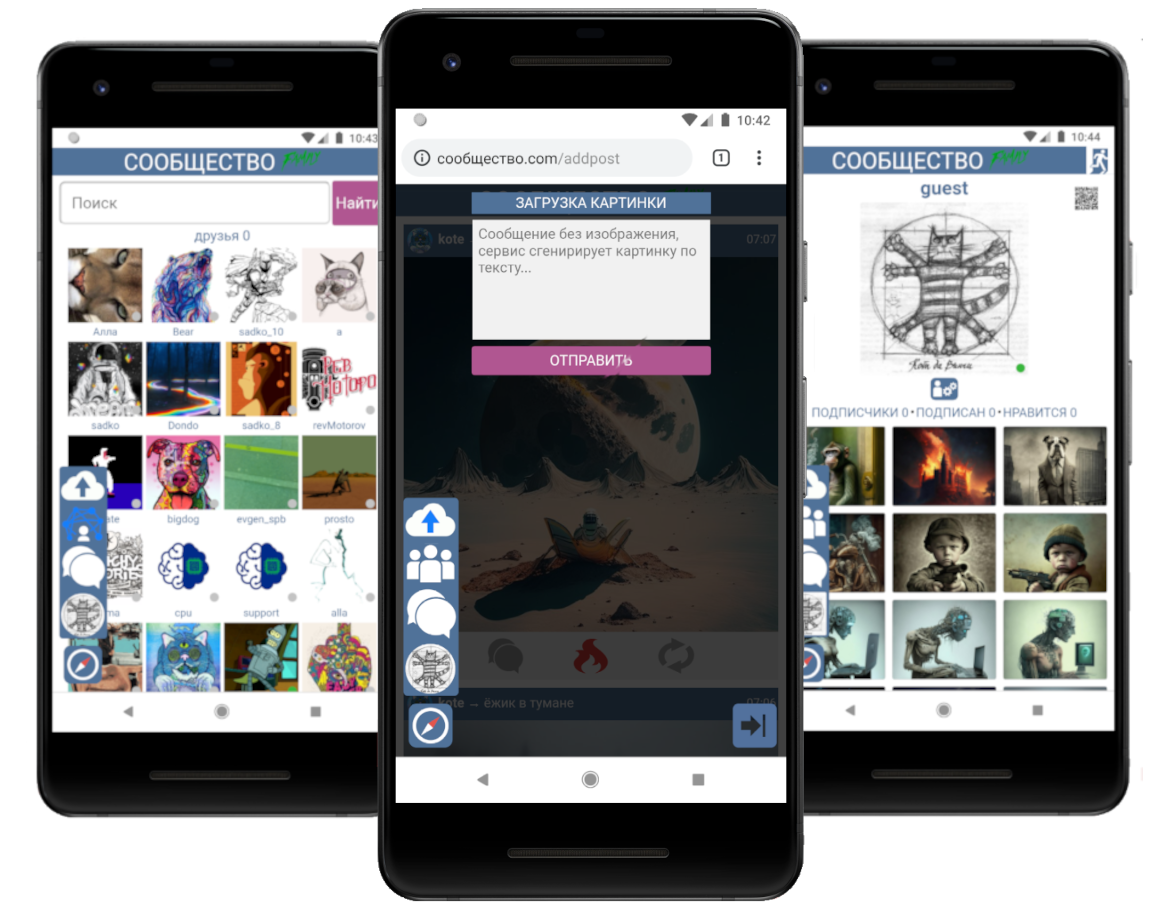 10:43
СООБЩЕСТВО
Поиск
Найти
друзья 0
Алла Bear sadko_10 a
sadko Dondo sadko_8 revMotorov
bigdog evgen_spb prosto
cpu support alla
10:42
сообщество.com/addpost
1
ЗАГРУЗКА КАРТИНКИ
kote 07:07
Сообщение без изображения,
сервис сгенирирует картинку по
тексту...
ОТПРАВИТЬ
kote → ёжик в тумане 07:06
10:44
СООБЩЕСТВО
guest
ПОДПИСЧИКИ 0•ПОДПИСАН 0•НРАВИТСЯ 0